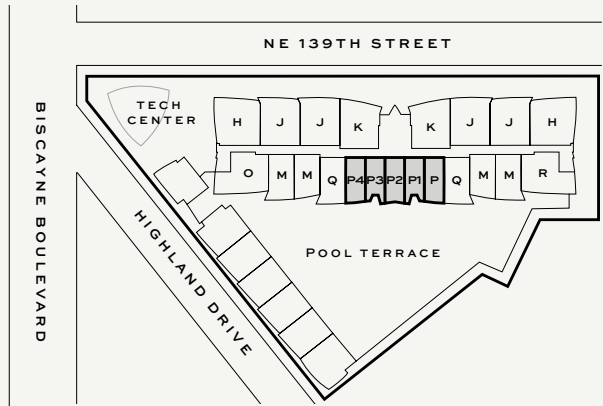 NE 139TH STREET
BISCAYNE BOULEVARD
TECH
CENTER
H J J K K J J H
O M M Q P4 P3 P2 P1 P Q M M R
HIGHLAND DRIVE
POOL TERRACE